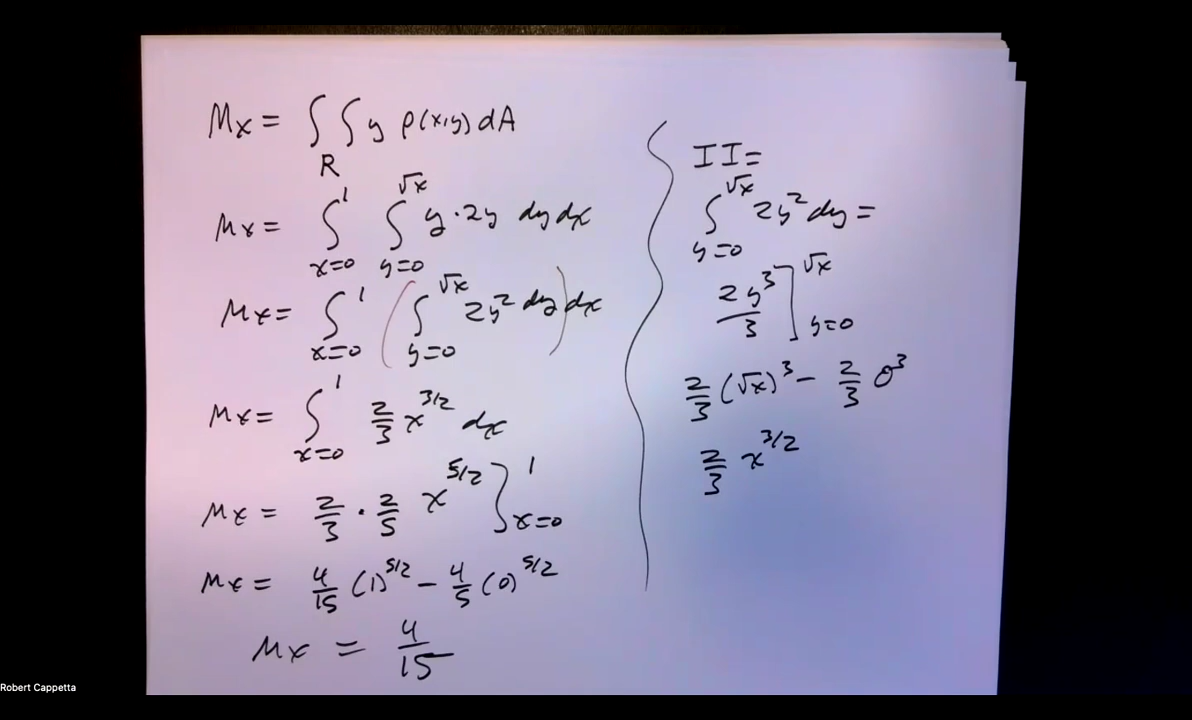 Mx = ∫∫_R y ρ(x,y) dA
Mx = ∫_{x=0}^{1} ∫_{y=0}^{√x} y · 2y dy dx
Mx = ∫_{x=0}^{1} ( ∫_{y=0}^{√x} 2y² dy ) dx
Mx = ∫_{x=0}^{1} 2/3 x^{3/2} dx
Mx = 2/3 · 2/5 x^{5/2} ]_{x=0}^{1}
Mx = 4/15 (1)^{5/2} - 4/5 (0)^{5/2}
Mx = 4/15
II =
∫_{y=0}^{√x} 2y² dy =
2y³/3 ]_{y=0}^{√x}
2/3 (√x)³ - 2/3 0³
2/3 x^{3/2}
Robert Cappetta